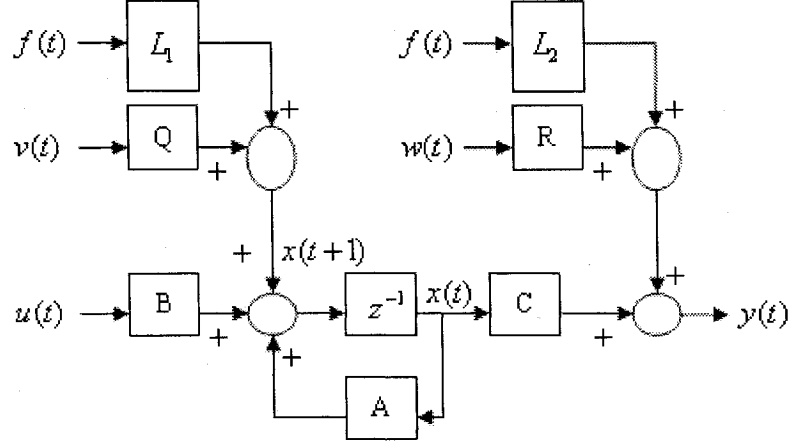 f(t) L₁ f(t) L₂
+ +
v(t) Q w(t) R
+ +
+ x(t+1)
+
u(t) B z⁻¹ x(t) C y(t)
+ +
+
A